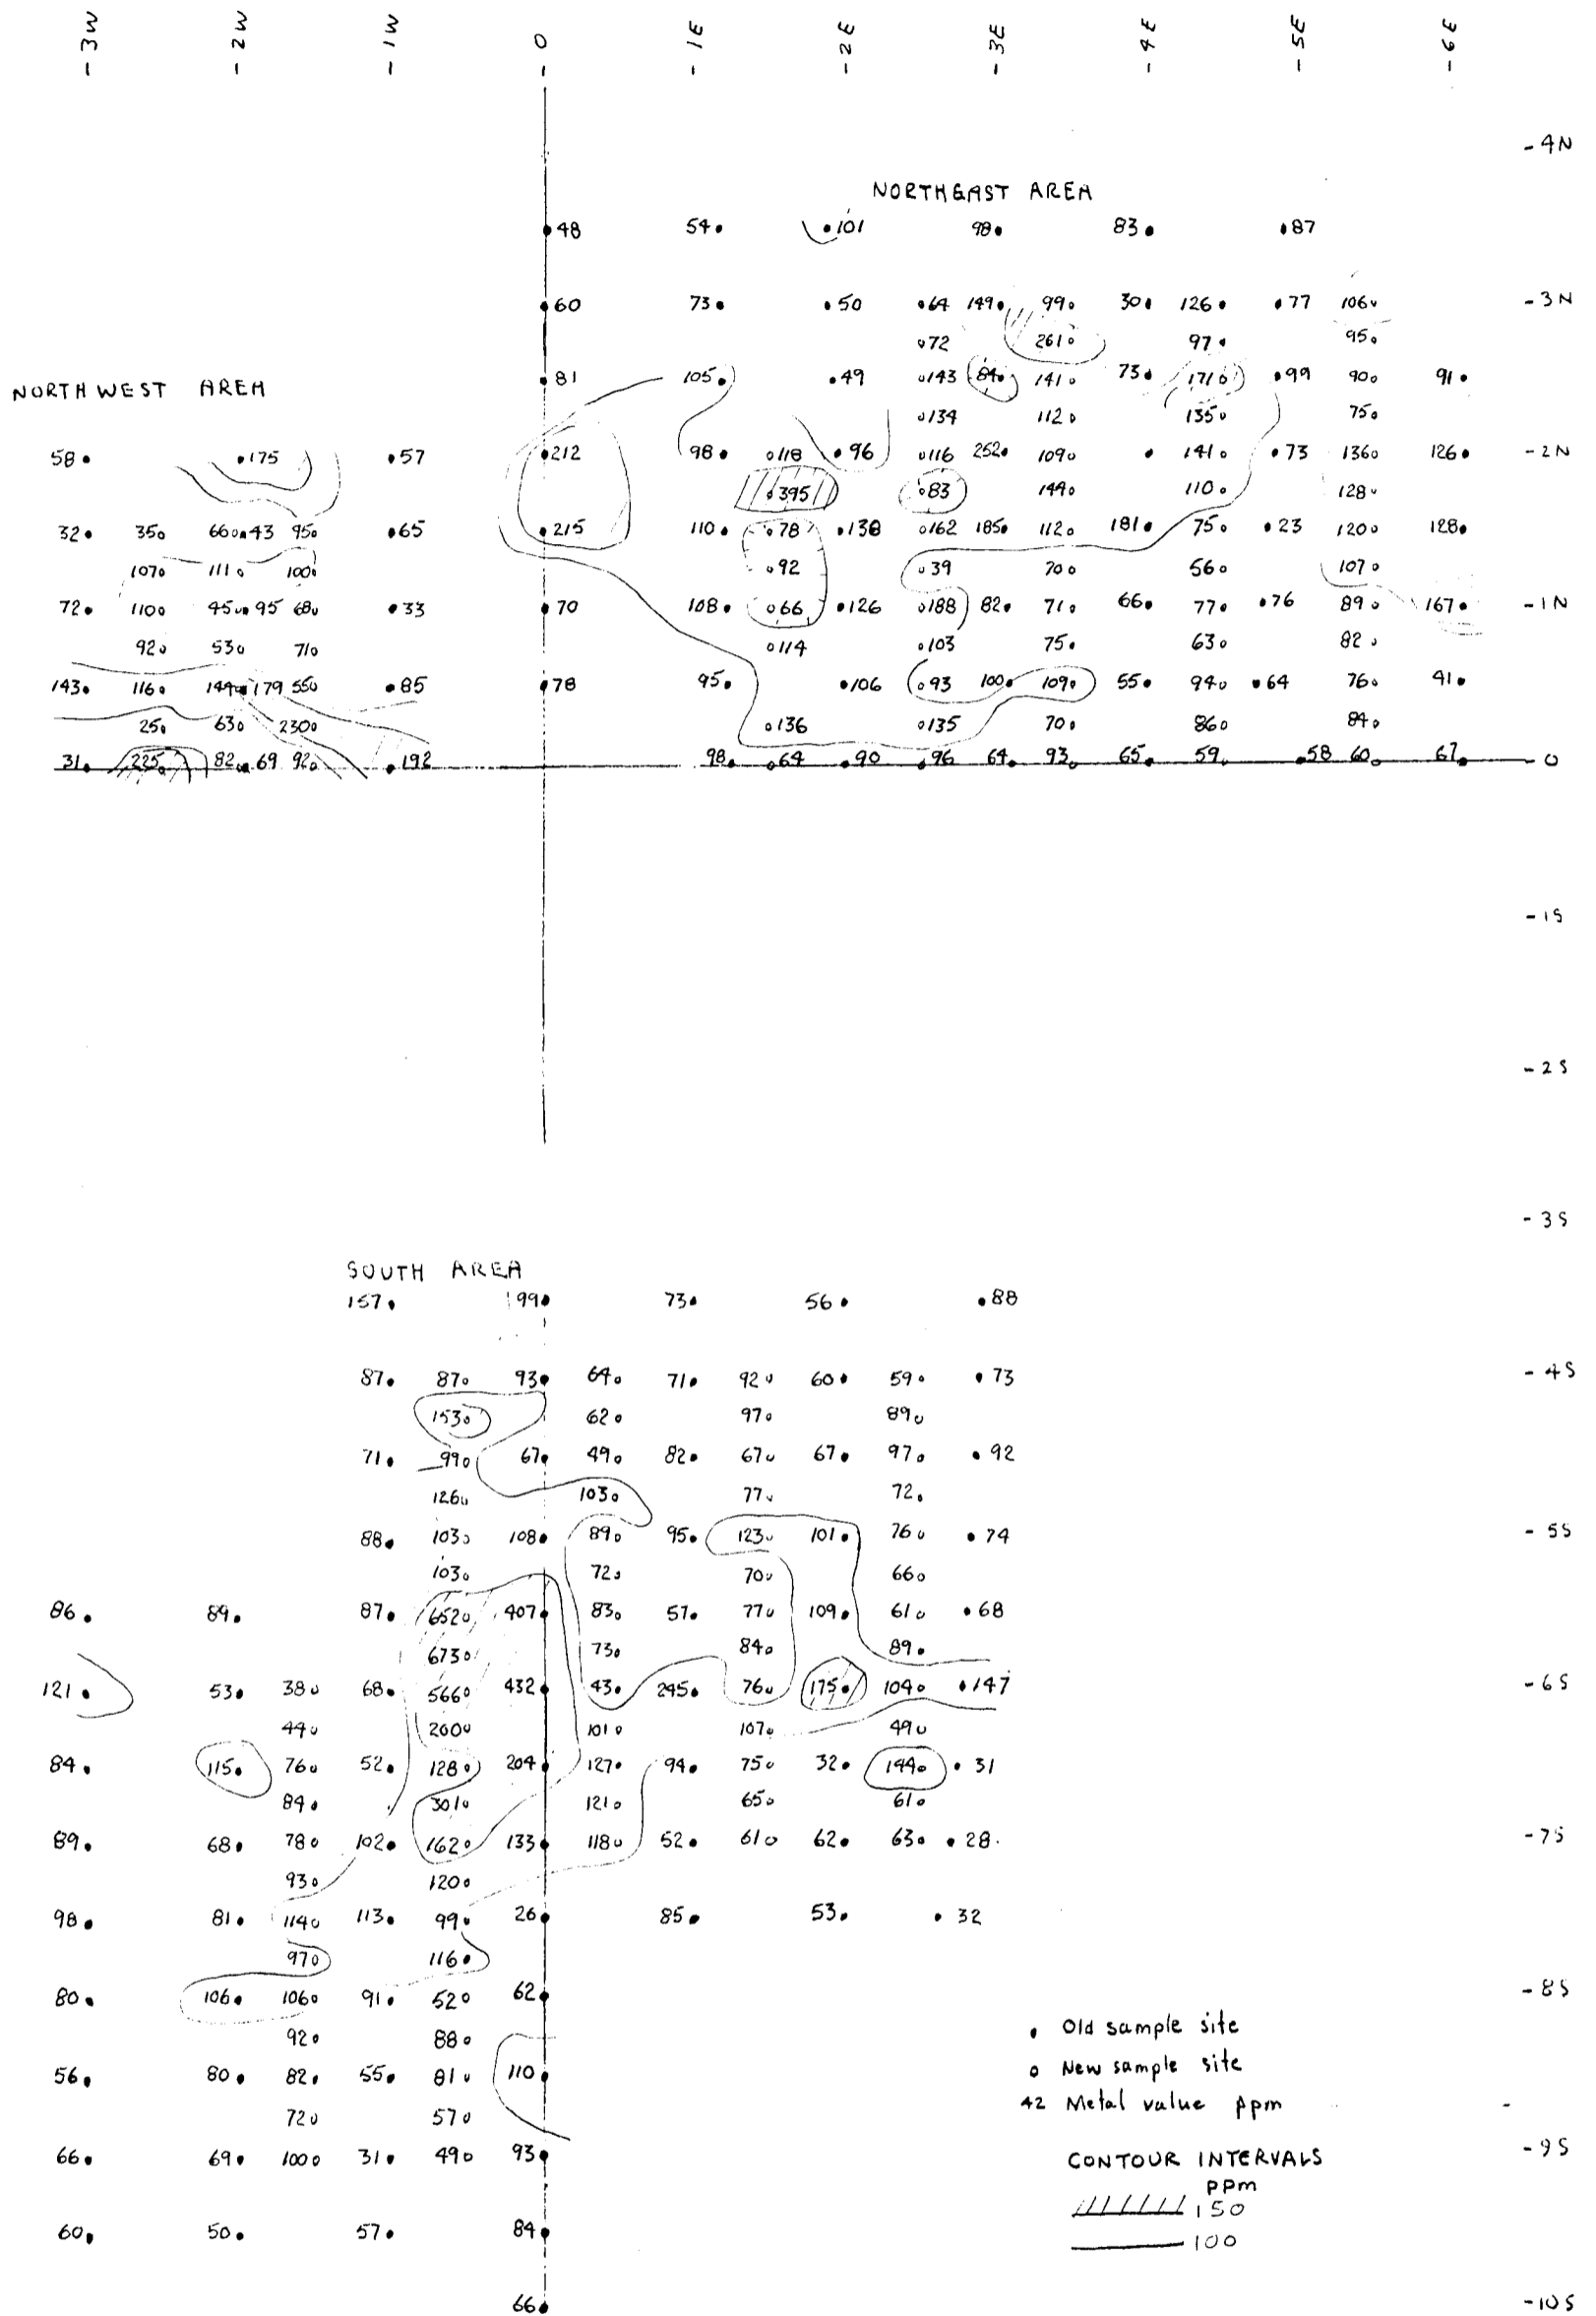 - 3W - 2W - 1W - 0 - 1E - 2E - 3E - 4E - 5E - 6E
- 4N
NORTHEAST AREA
48 54 101 98 83 87
60 73 50 64 149 99 30 126 77 106 - 3N
72 261 97 95
NORTHWEST AREA
81 105 49 143 84 141 73 171 99 90 91
134 112 135 75
58 175 57 212 98 118 96 116 252 109 141 73 136 126 - 2N
395 83 144 110 128
32 35 66 43 95 65 215 110 78 138 162 185 112 181 75 23 120 128
107 111 100 92 39 70 56 107
72 110 45 95 68 33 70 108 66 126 188 82 71 66 77 76 89 167 - 1N
92 53 71 114 103 75 63 82
143 116 144 179 55 85 78 95 106 93 100 109 55 94 64 76 41
25 63 230 136 135 70 86 84
31 225 82 69 92 192 98 64 90 96 64 93 65 59 58 60 67 - 0
- 1S
- 2S
- 3S
SOUTH AREA
157 199 73 56 88
87 87 93 64 71 92 60 59 73 - 4S
153 62 97 89
71 99 67 49 82 67 67 97 92
126 103 77 72
88 103 108 89 95 123 101 76 74 - 5S
103 72 70 66
86 89 87 652 407 83 57 77 109 61 68
673 73 84 89
121 53 38 68 566 432 43 245 76 175 104 147 - 6S
44 200 101 107 49
84 115 76 52 128 204 127 94 75 32 144 31
84 301 121 65 61
89 68 78 102 162 133 118 52 61 62 63 28 - 7S
93 120
98 81 114 113 99 26 85 53 32
97 116
80 106 106 91 52 62 - 8S
92 88
56 80 82 55 81 110
72 57
66 69 100 31 49 93 - 9S
60 50 57 84
66 - 10S
Old sample site
New sample site
42 Metal value ppm
CONTOUR INTERVALS
ppm
150
100